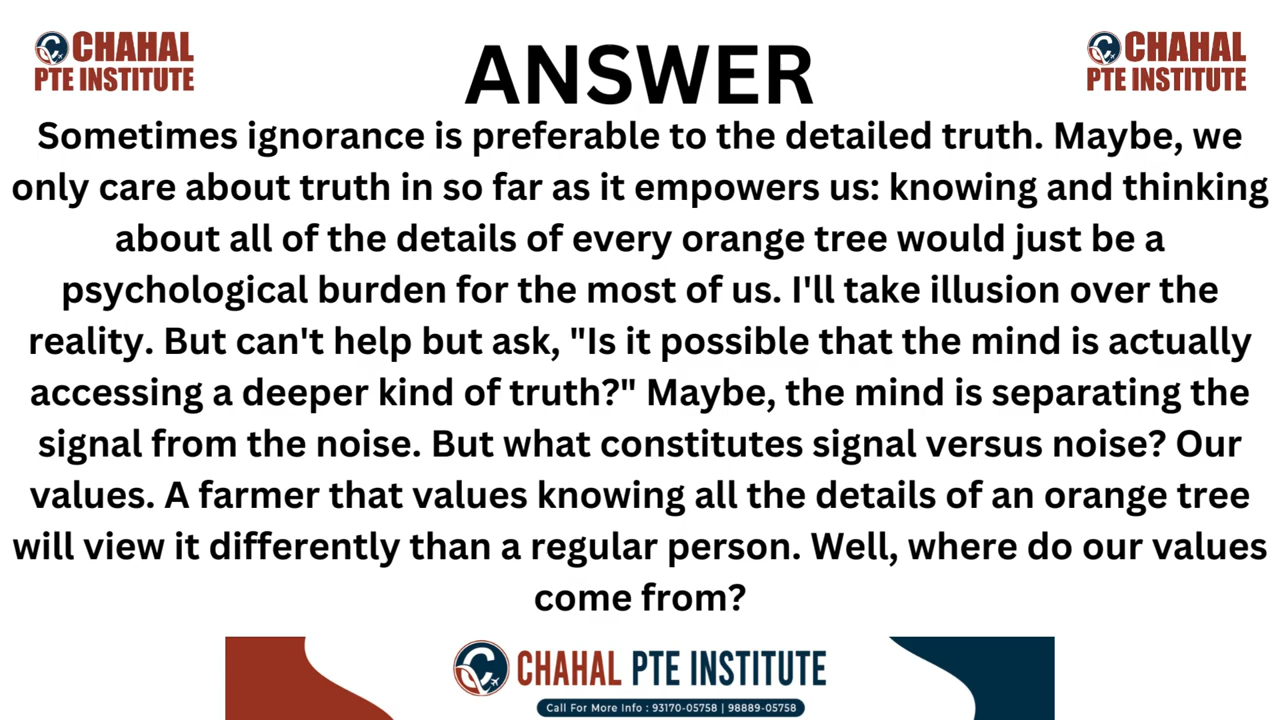 CHAHAL
PTE INSTITUTE
ANSWER
CHAHAL
PTE INSTITUTE
Sometimes ignorance is preferable to the detailed truth. Maybe, we
only care about truth in so far as it empowers us: knowing and thinking
about all of the details of every orange tree would just be a
psychological burden for the most of us. I'll take illusion over the
reality. But can't help but ask, "Is it possible that the mind is actually
accessing a deeper kind of truth?" Maybe, the mind is separating the
signal from the noise. But what constitutes signal versus noise? Our
values. A farmer that values knowing all the details of an orange tree
will view it differently than a regular person. Well, where do our values
come from?
CHAHAL PTE INSTITUTE
Call For More Info : 93170-05758 | 98889-05758